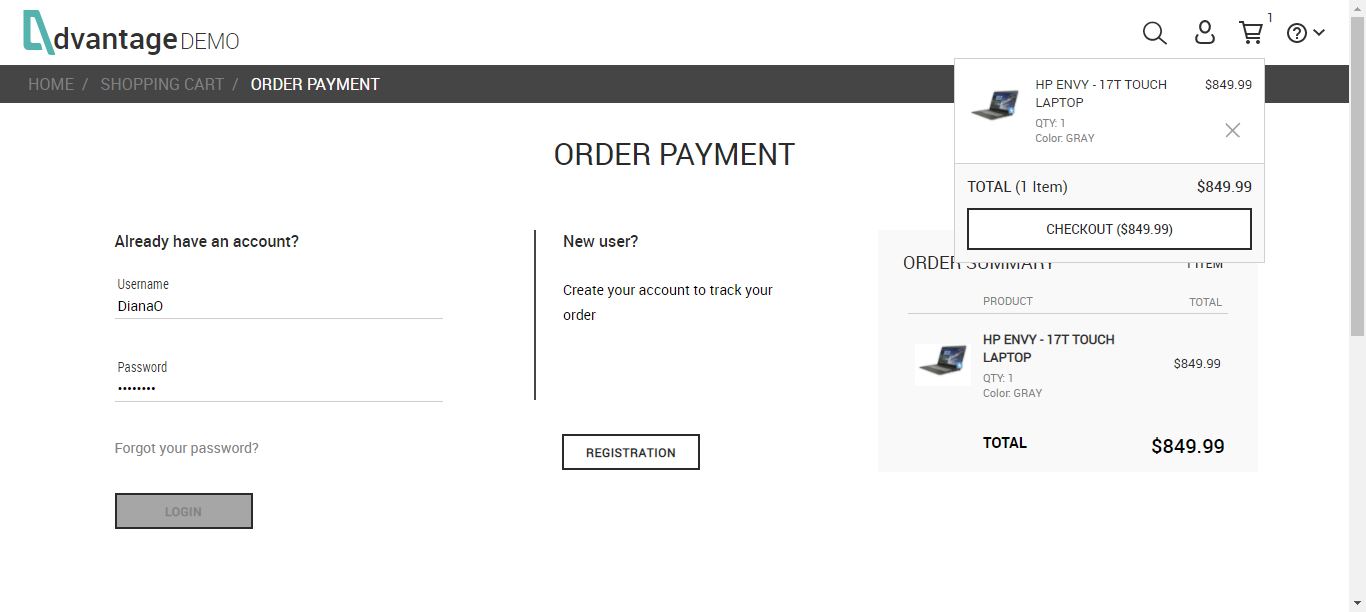 dvantage DEMO
1
HOME / SHOPPING CART / ORDER PAYMENT
HP ENVY - 17T TOUCH
LAPTOP
$849.99
QTY: 1
Color: GRAY
TOTAL (1 Item) $849.99
CHECKOUT ($849.99)
ORDER PAYMENT
Already have an account?
Username
DianaO
Password
••••••••
Forgot your password?
LOGIN
New user?
Create your account to track your
order
REGISTRATION
ORDER SUMMARY 1 ITEM
PRODUCT TOTAL
HP ENVY - 17T TOUCH
LAPTOP
$849.99
QTY: 1
Color: GRAY
TOTAL $849.99